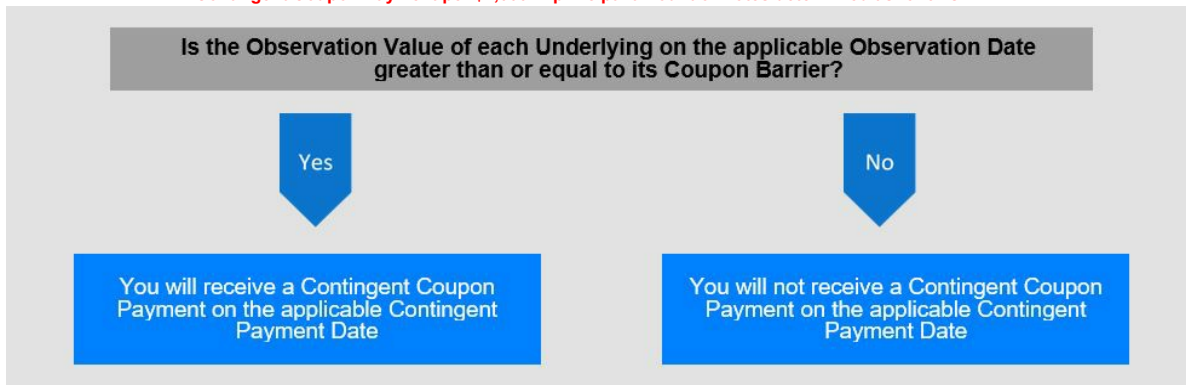 Is the Observation Value of each Underlying on the applicable Observation Date
greater than or equal to its Coupon Barrier?
Yes
No
You will receive a Contingent Coupon
Payment on the applicable Contingent
Payment Date
You will not receive a Contingent Coupon
Payment on the applicable Contingent
Payment Date